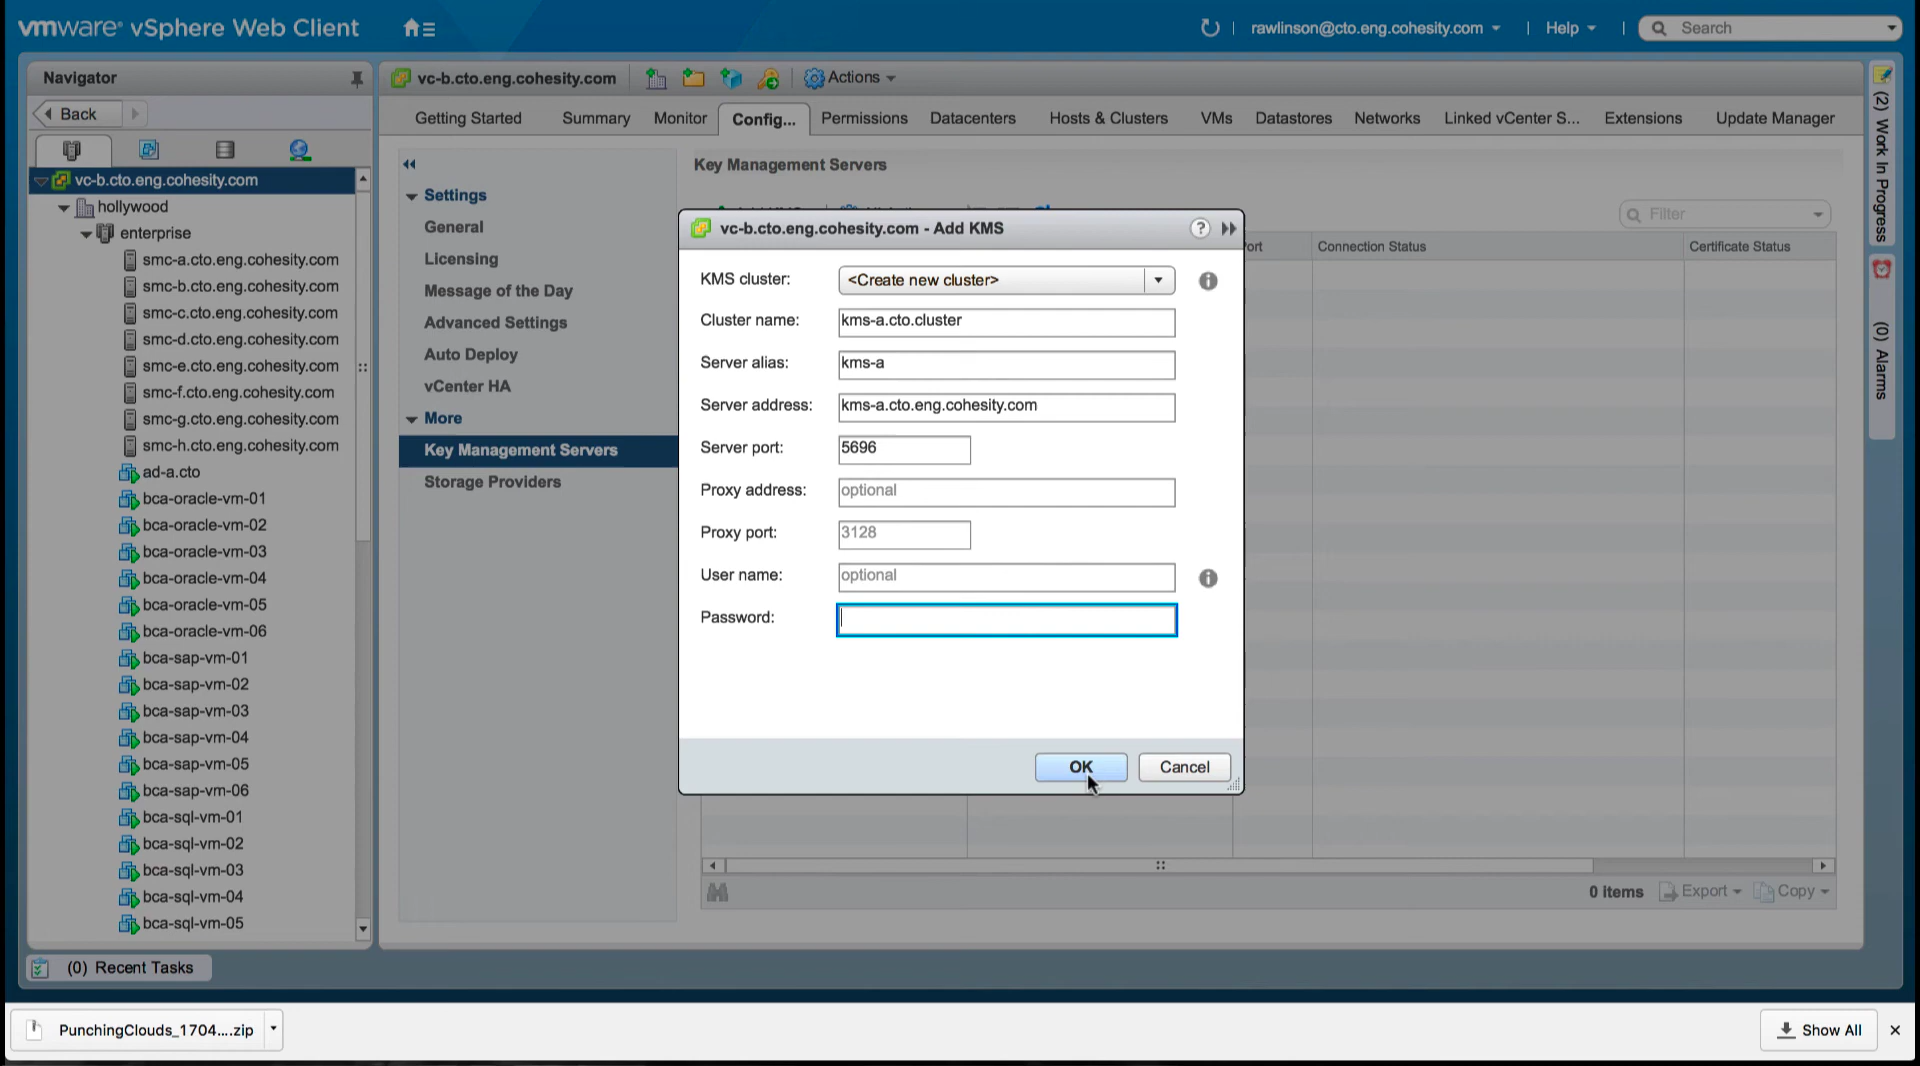 vmware® vSphere Web Client
rawlinson@cto.eng.cohesity.com
Help
Search
Navigator
Back
vc-b.cto.eng.cohesity.com
hollywood
enterprise
smc-a.cto.eng.cohesity.com
smc-b.cto.eng.cohesity.com
smc-c.cto.eng.cohesity.com
smc-d.cto.eng.cohesity.com
smc-e.cto.eng.cohesity.com
smc-f.cto.eng.cohesity.com
smc-g.cto.eng.cohesity.com
smc-h.cto.eng.cohesity.com
ad-a.cto
bca-oracle-vm-01
bca-oracle-vm-02
bca-oracle-vm-03
bca-oracle-vm-04
bca-oracle-vm-05
bca-oracle-vm-06
bca-sap-vm-01
bca-sap-vm-02
bca-sap-vm-03
bca-sap-vm-04
bca-sap-vm-05
bca-sap-vm-06
bca-sql-vm-01
bca-sql-vm-02
bca-sql-vm-03
bca-sql-vm-04
bca-sql-vm-05
vc-b.cto.eng.cohesity.com
Actions
Getting Started Summary Monitor Config... Permissions Datacenters Hosts & Clusters VMs Datastores Networks Linked vCenter S... Extensions Update Manager
Settings
General
Licensing
Message of the Day
Advanced Settings
Auto Deploy
vCenter HA
More
Key Management Servers
Storage Providers
Key Management Servers
Filter
Connection Status
Certificate Status
vc-b.cto.eng.cohesity.com - Add KMS
KMS cluster: <Create new cluster>
Cluster name: kms-a.cto.cluster
Server alias: kms-a
Server address: kms-a.cto.eng.cohesity.com
Server port: 5696
Proxy address: optional
Proxy port: 3128
User name: optional
Password:
OK
Cancel
0 items Export Copy
(2) Work In Progress
(0) Alarms
(0) Recent Tasks
PunchingClouds_1704....zip
Show All